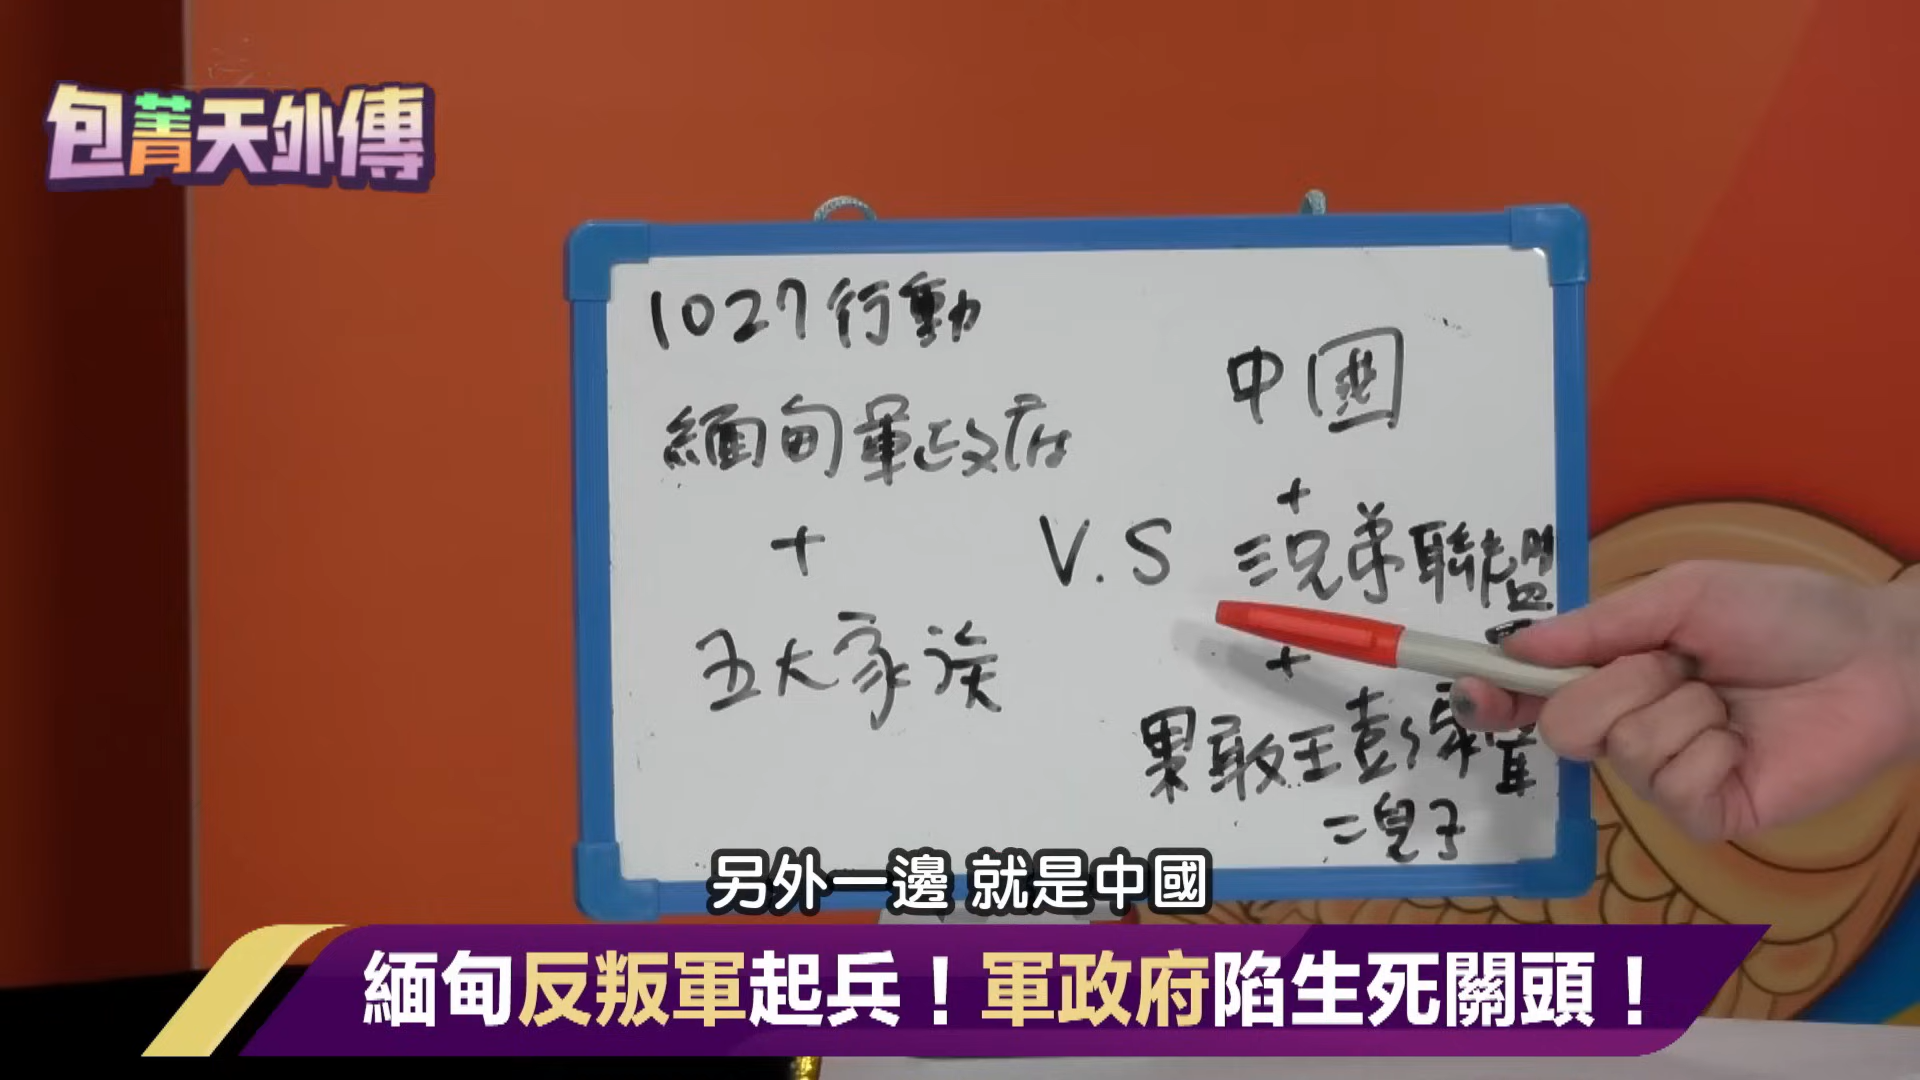 包菁天外傳
1027行動
緬甸軍政府
+
五大家族
V.S
中國
+
三兄弟聯盟
+
果敢王彭家聲
二兒子
另外一邊 就是中國
緬甸反叛軍起兵！軍政府陷生死關頭！